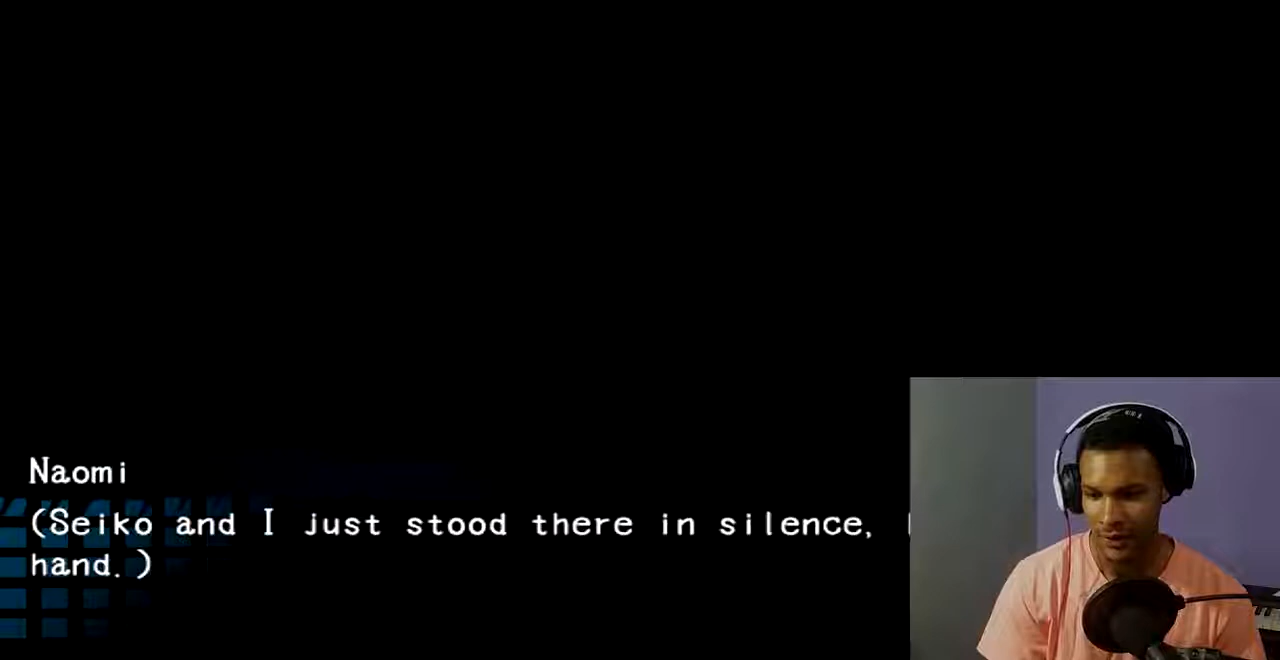 Naomi
(Seiko and I just stood there in silence,
hand.)